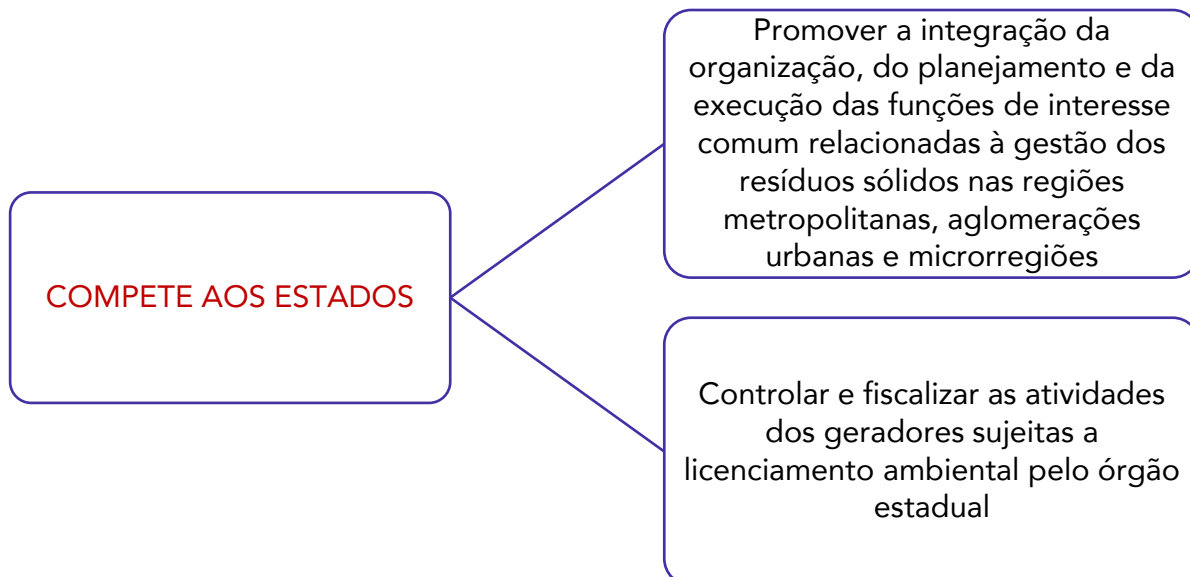 COMPETE AOS ESTADOS
Promover a integração da
organização, do planejamento e da
execução das funções de interesse
comum relacionadas à gestão dos
resíduos sólidos nas regiões
metropolitanas, aglomerações
urbanas e microrregiões
Controlar e fiscalizar as atividades
dos geradores sujeitas a
licenciamento ambiental pelo órgão
estadual